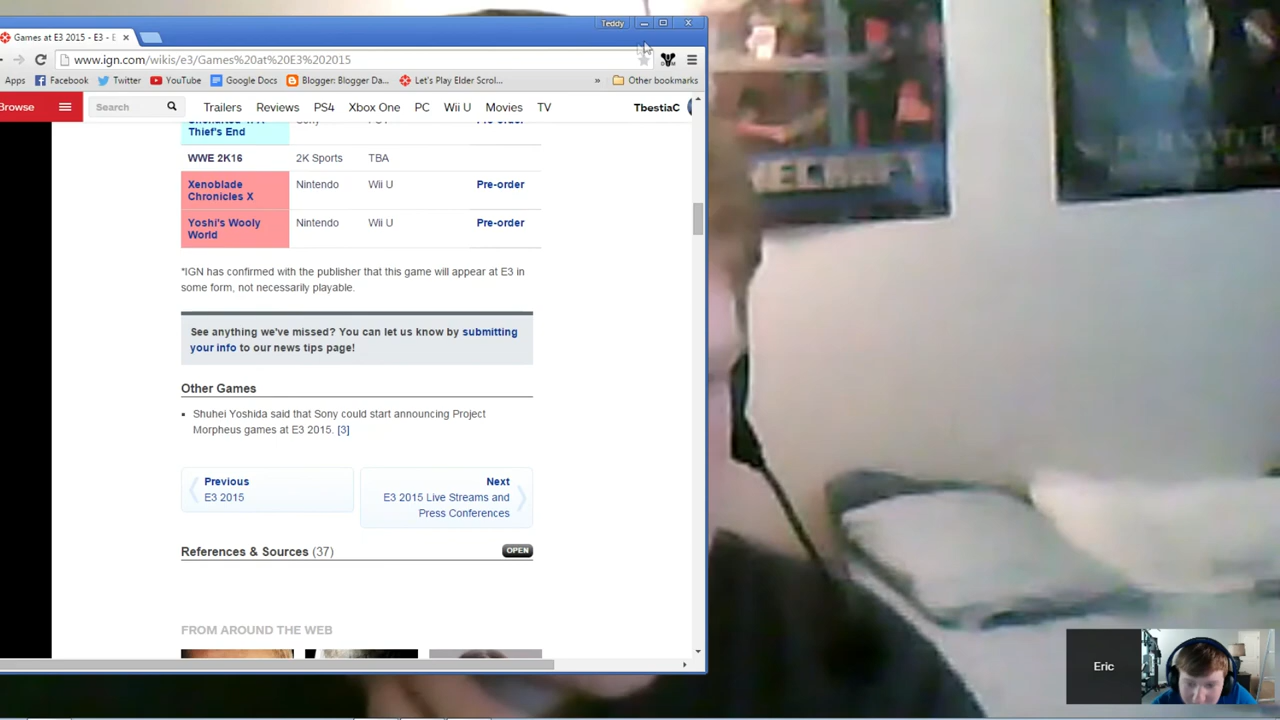 Teddy
Games at E3 2015 - E3 - E
www.ign.com/wikis/e3/Games%20at%20E3%202015
Apps Facebook Twitter YouTube Google Docs Blogger: Blogger Da... Let's Play Elder Scrol... » Other bookmarks
Browse Search Trailers Reviews PS4 Xbox One PC Wii U Movies TV TbestiaC
Thief's End Pre-order
WWE 2K16 2K Sports TBA
Xenoblade Nintendo Wii U Pre-order
Chronicles X
Yoshi's Wooly Nintendo Wii U Pre-order
World
*IGN has confirmed with the publisher that this game will appear at E3 in
some form, not necessarily playable.
See anything we've missed? You can let us know by submitting
your info to our news tips page!
Other Games
Shuhei Yoshida said that Sony could start announcing Project
Morpheus games at E3 2015. [3]
Previous
E3 2015
Next
E3 2015 Live Streams and
Press Conferences
References & Sources (37) OPEN
FROM AROUND THE WEB
Eric